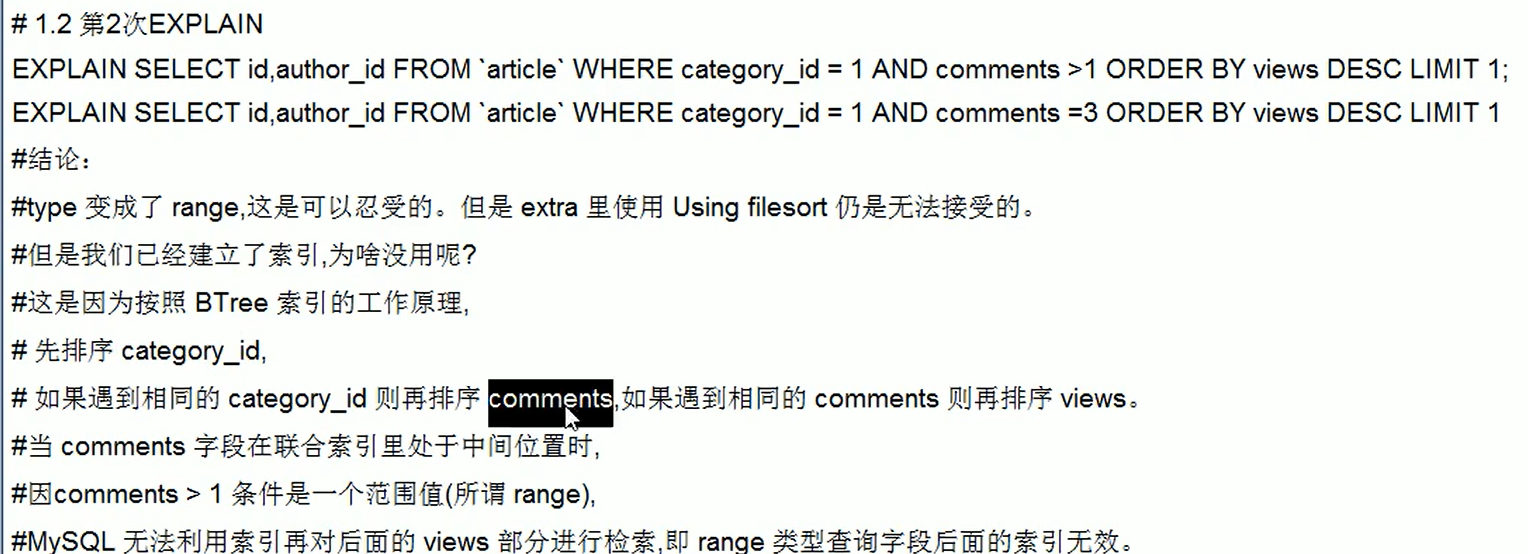 # 1.2 第2次EXPLAIN
EXPLAIN SELECT id,author_id FROM `article` WHERE category_id = 1 AND comments >1 ORDER BY views DESC LIMIT 1;
EXPLAIN SELECT id,author_id FROM `article` WHERE category_id = 1 AND comments =3 ORDER BY views DESC LIMIT 1
#结论：
#type 变成了 range,这是可以忍受的。但是 extra 里使用 Using filesort 仍是无法接受的。
#但是我们已经建立了索引,为啥没用呢?
#这是因为按照 BTree 索引的工作原理,
# 先排序 category_id,
# 如果遇到相同的 category_id 则再排序 comments,如果遇到相同的 comments 则再排序 views。
#当 comments 字段在联合索引里处于中间位置时,
#因comments > 1 条件是一个范围值(所谓 range),
#MySQL 无法利用索引再对后面的 views 部分进行检索,即 range 类型查询字段后面的索引无效。